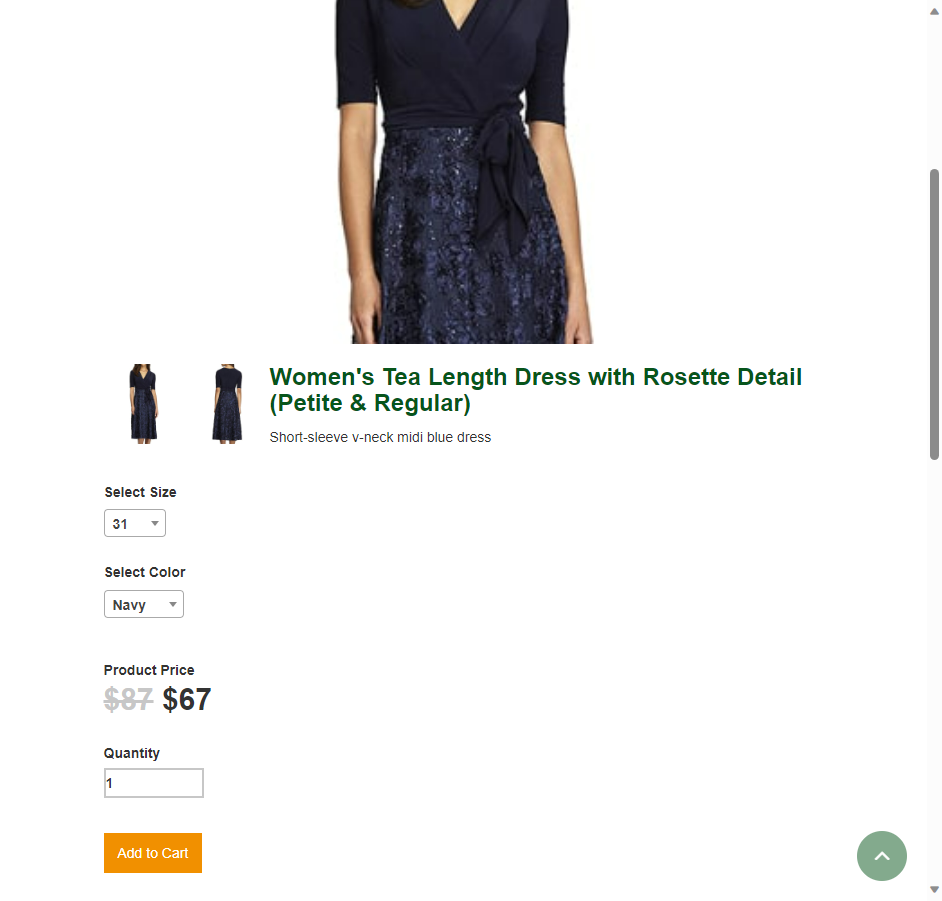 Women's Tea Length Dress with Rosette Detail
(Petite & Regular)
Short-sleeve v-neck midi blue dress
Select Size
31
Select Color
Navy
Product Price
$87 $67
Quantity
1
Add to Cart